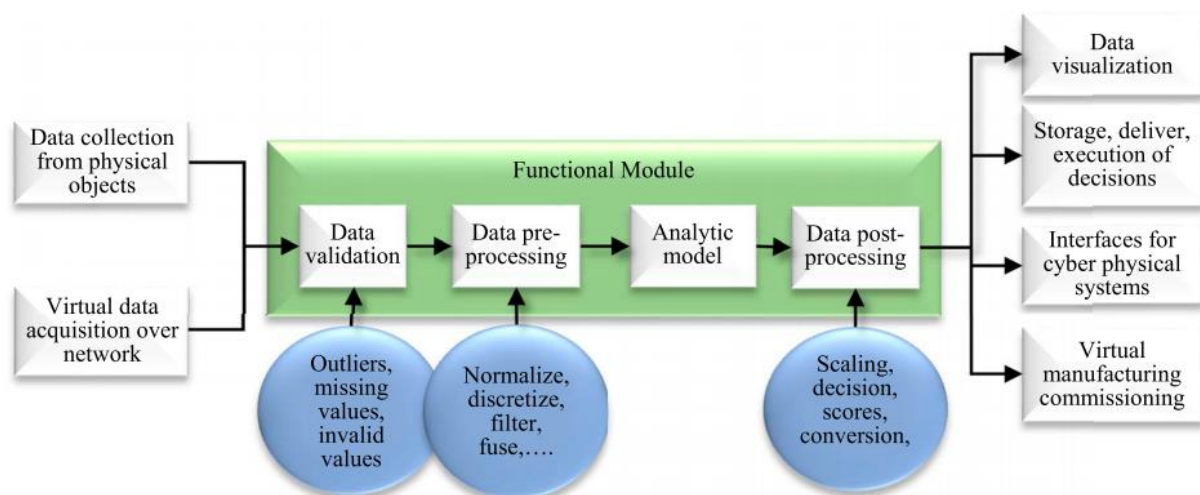 Data collection
from physical
objects
Virtual data
acquisition over
network
Functional Module
Data
validation
Data pre-
processing
Analytic
model
Data post-
processing
Outliers,
missing
values,
invalid
values
Normalize,
discretize,
filter,
fuse,….
Scaling,
decision,
scores,
conversion,
Data
visualization
Storage, deliver,
execution of
decisions
Interfaces for
cyber physical
systems
Virtual
manufacturing
commissioning